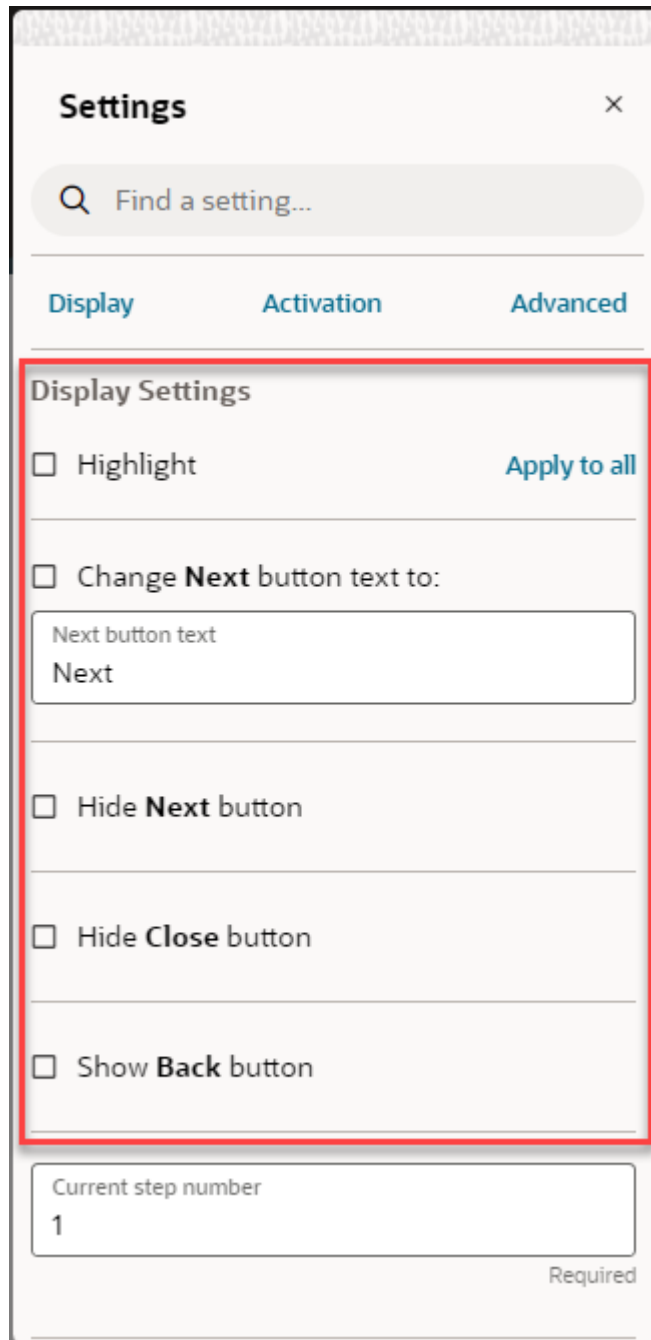 Settings
Find a setting...
Display Activation Advanced
Display Settings
Highlight Apply to all
Change Next button text to:
Next button text
Next
Hide Next button
Hide Close button
Show Back button
Current step number
1
Required